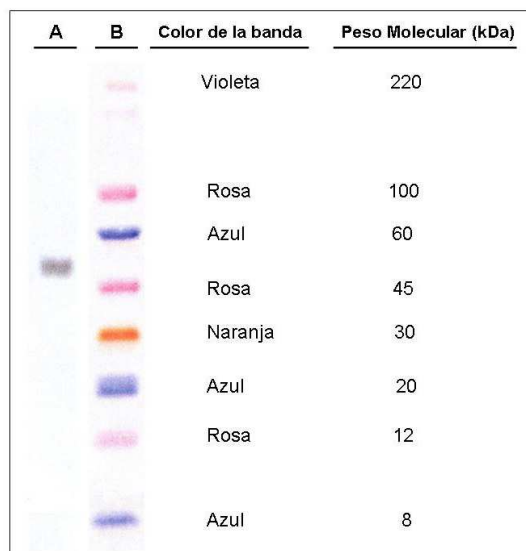 A B Color de la banda Peso Molecular (kDa)
Violeta 220
Rosa 100
Azul 60
Rosa 45
Naranja 30
Azul 20
Rosa 12
Azul 8